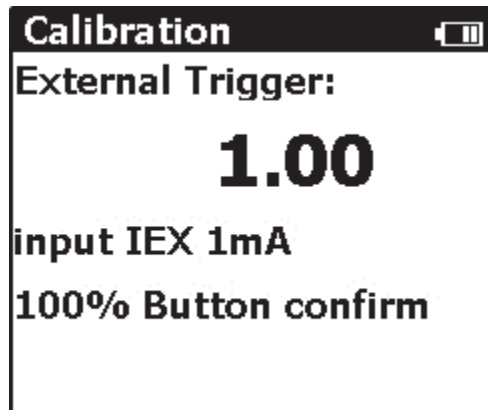 Calibration
External Trigger:
1.00
input IEX 1mA
100% Button confirm